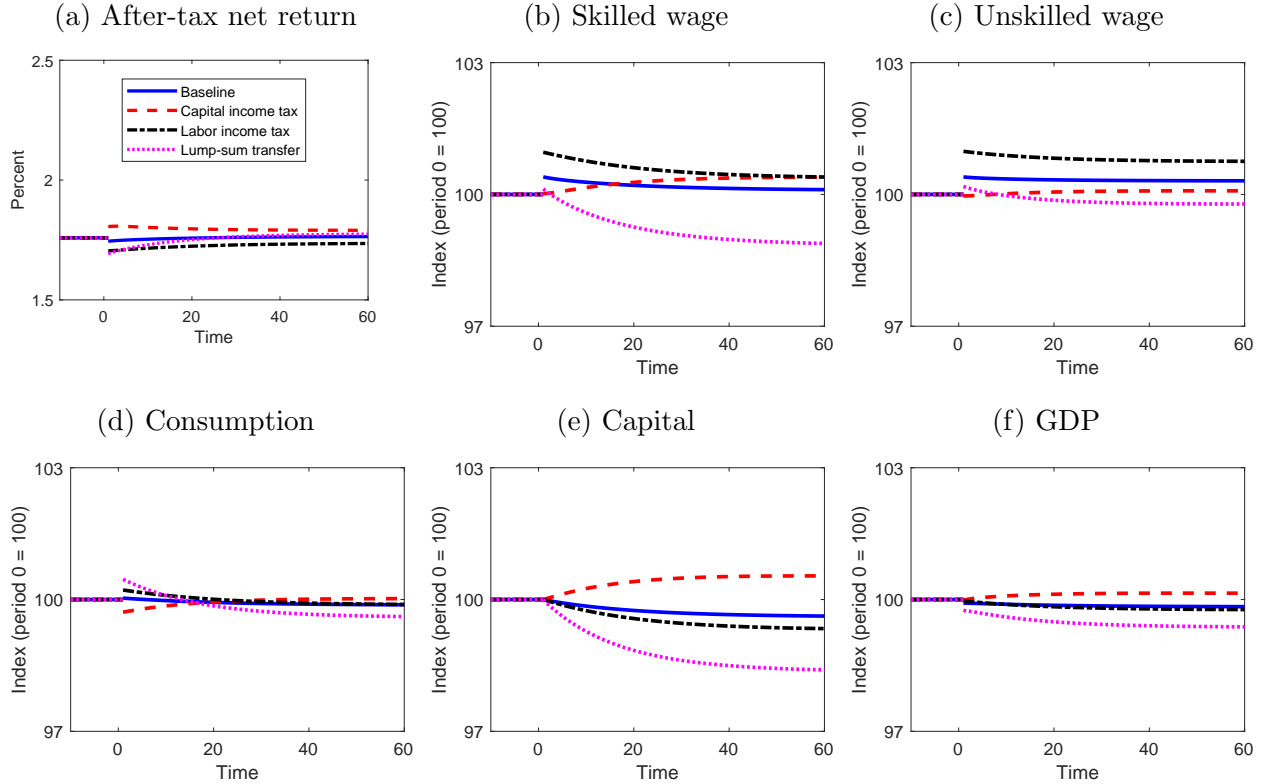 (a) After-tax net return
2.5
2
1.5
Percent
0 20 40 60
Time
Baseline
Capital income tax
Labor income tax
Lump-sum transfer
(b) Skilled wage
103
100
97
Index (period 0 = 100)
0 20 40 60
Time
(c) Unskilled wage
103
100
97
Index (period 0 = 100)
0 20 40 60
Time
(d) Consumption
103
100
97
Index (period 0 = 100)
0 20 40 60
Time
(e) Capital
103
100
97
Index (period 0 = 100)
0 20 40 60
Time
(f) GDP
103
100
97
Index (period 0 = 100)
0 20 40 60
Time